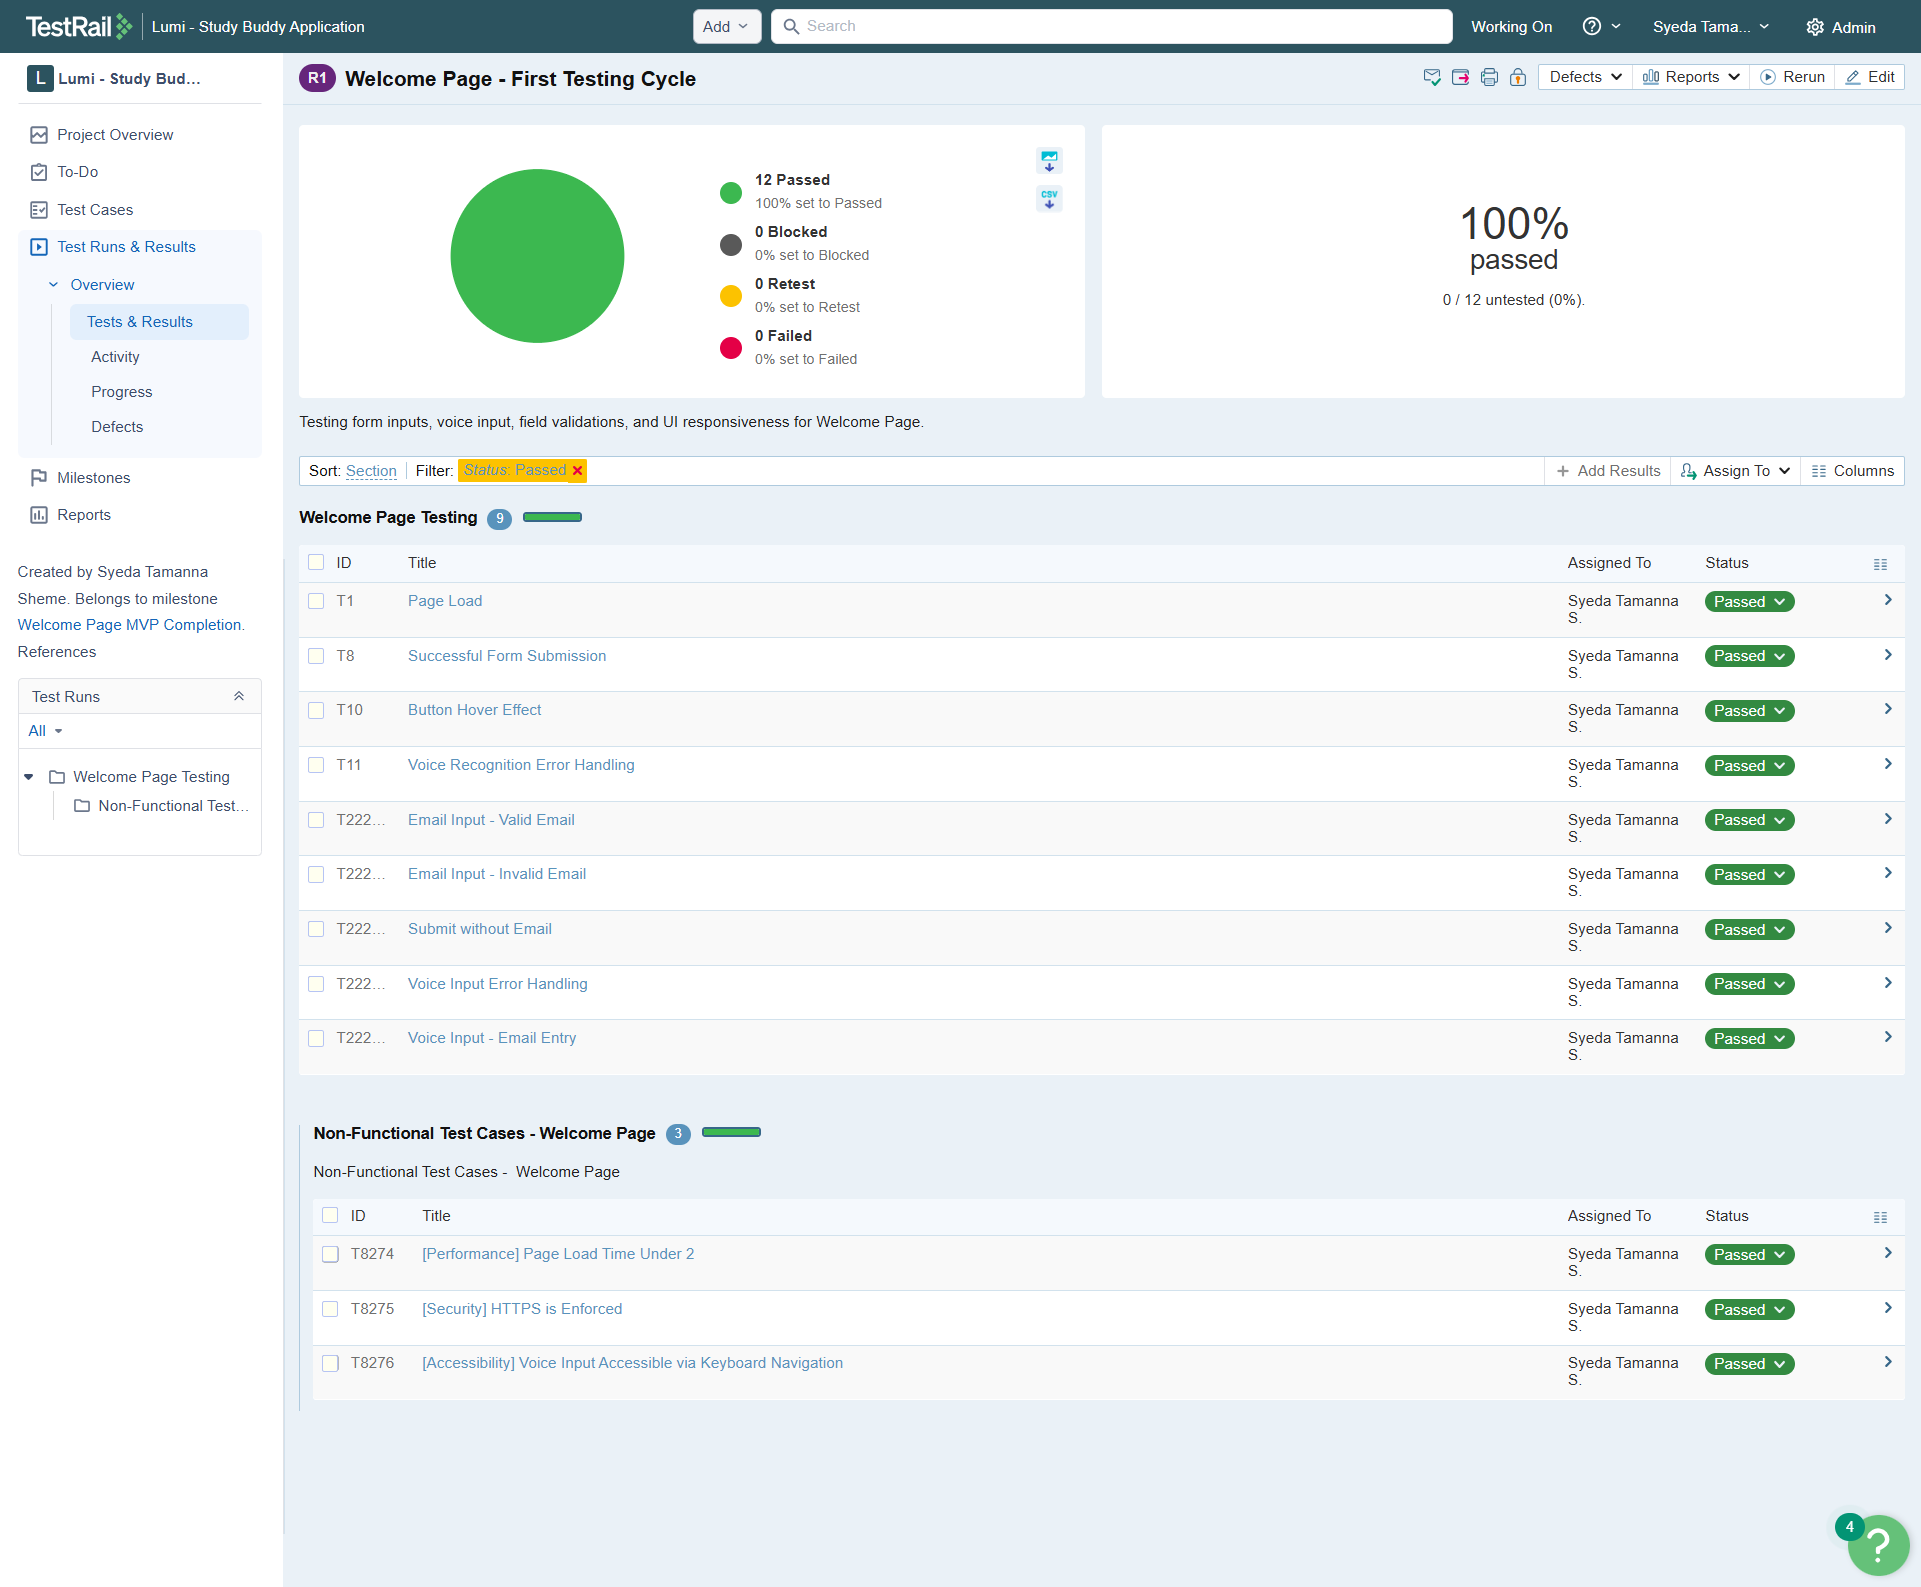 TestRail
Lumi - Study Buddy Application
Add
Search
Working On
Syeda Tama...
Admin
L
Lumi - Study Bud...
Project Overview
To-Do
Test Cases
Test Runs & Results
Overview
Tests & Results
Activity
Progress
Defects
Milestones
Reports
Created by Syeda Tamanna
Sheme. Belongs to milestone
Welcome Page MVP Completion.
References
Test Runs
All
Welcome Page Testing
Non-Functional Test...
R1 Welcome Page - First Testing Cycle
Defects
Reports
Rerun
Edit
12 Passed
100% set to Passed
0 Blocked
0% set to Blocked
0 Retest
0% set to Retest
0 Failed
0% set to Failed
CSV
100%
passed
0 / 12 untested (0%).
Testing form inputs, voice input, field validations, and UI responsiveness for Welcome Page.
Sort: Section Filter: Status: Passed
Add Results
Assign To
Columns
Welcome Page Testing 9
ID Title Assigned To Status
T1 Page Load Syeda Tamanna Passed
S.
T8 Successful Form Submission Syeda Tamanna Passed
S.
T10 Button Hover Effect Syeda Tamanna Passed
S.
T11 Voice Recognition Error Handling Syeda Tamanna Passed
S.
T222... Email Input - Valid Email Syeda Tamanna Passed
S.
T222... Email Input - Invalid Email Syeda Tamanna Passed
S.
T222... Submit without Email Syeda Tamanna Passed
S.
T222... Voice Input Error Handling Syeda Tamanna Passed
S.
T222... Voice Input - Email Entry Syeda Tamanna Passed
S.
Non-Functional Test Cases - Welcome Page 3
Non-Functional Test Cases - Welcome Page
ID Title Assigned To Status
T8274 [Performance] Page Load Time Under 2 Syeda Tamanna Passed
S.
T8275 [Security] HTTPS is Enforced Syeda Tamanna Passed
S.
T8276 [Accessibility] Voice Input Accessible via Keyboard Navigation Syeda Tamanna Passed
S.
4
?